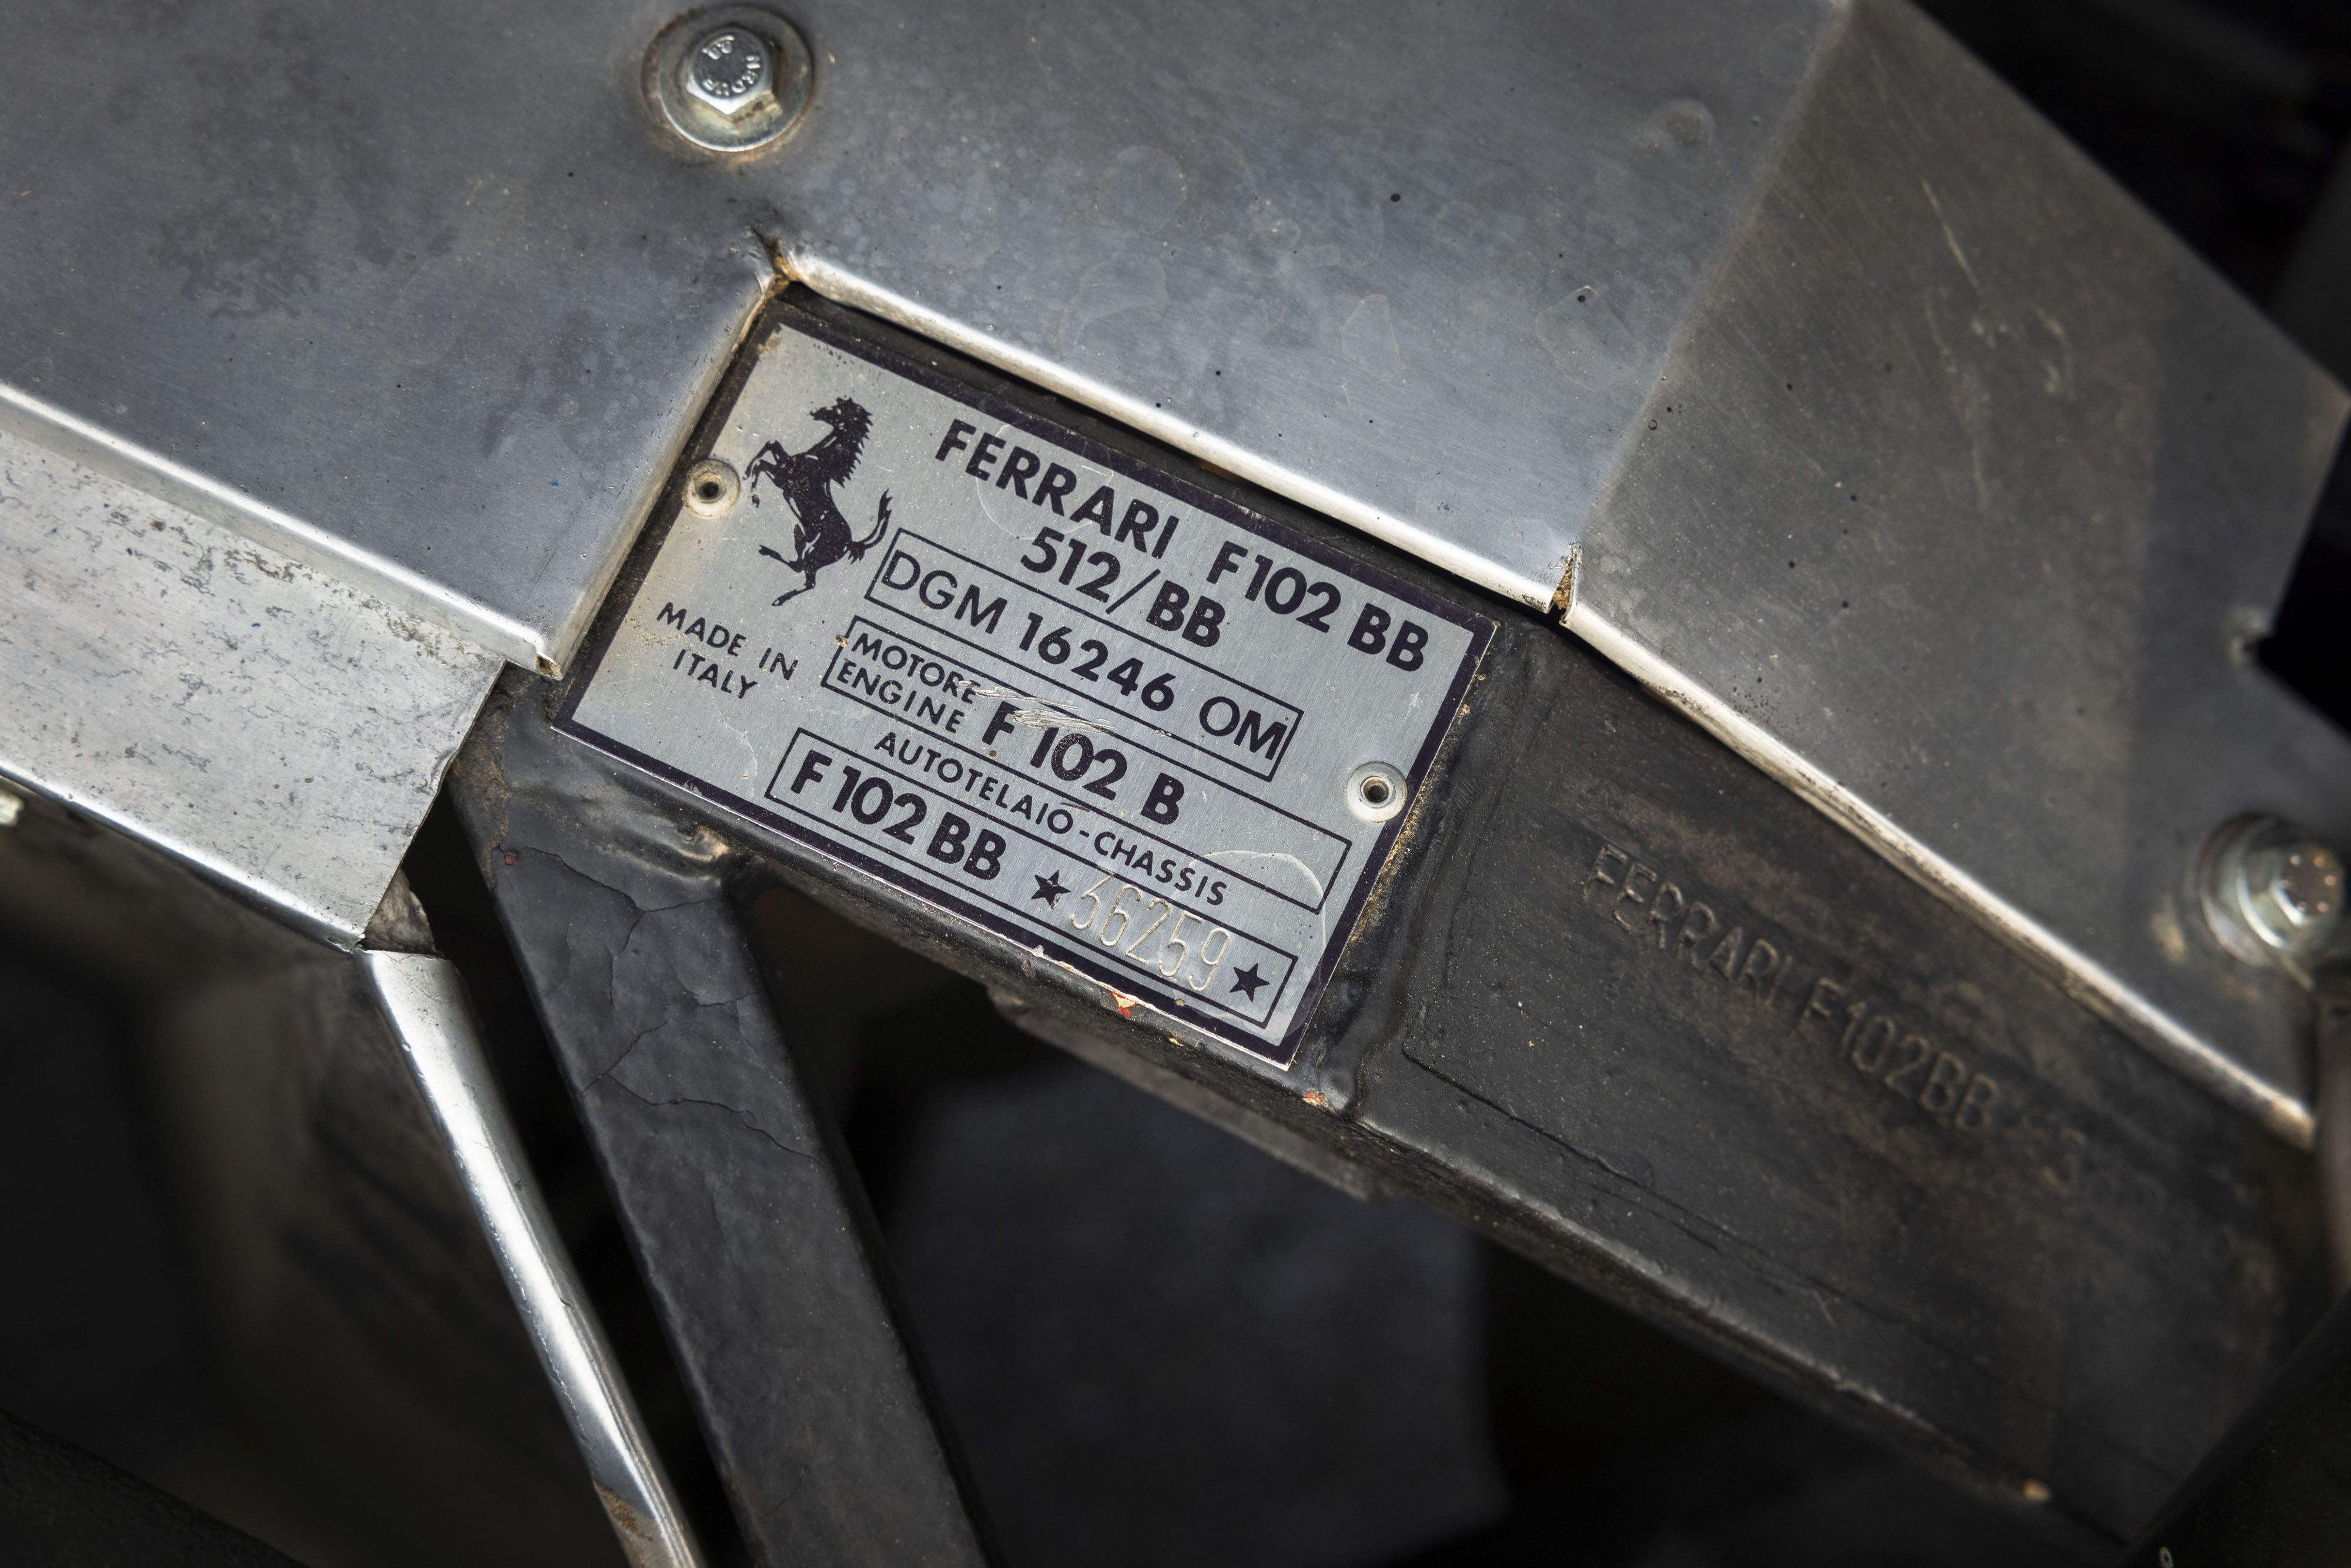 FERRARI F102 BB
512/BB
DGM 16246 OM
MOTORE
ENGINE F 102 B
AUTOTELAIO-CHASSIS
F 102 BB ★36259★
MADE IN
ITALY
FERRARI F102BB